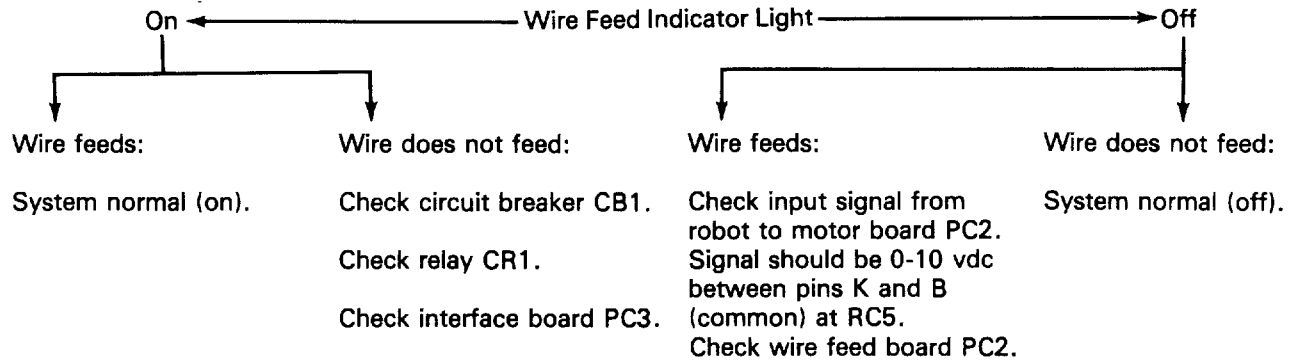 On Wire Feed Indicator Light Off
Wire feeds:
System normal (on).
Wire does not feed:
Check circuit breaker CB1.
Check relay CR1.
Check interface board PC3.
Wire feeds:
Check input signal from
robot to motor board PC2.
Signal should be 0-10 vdc
between pins K and B
(common) at RC5.
Check wire feed board PC2.
Wire does not feed:
System normal (off).